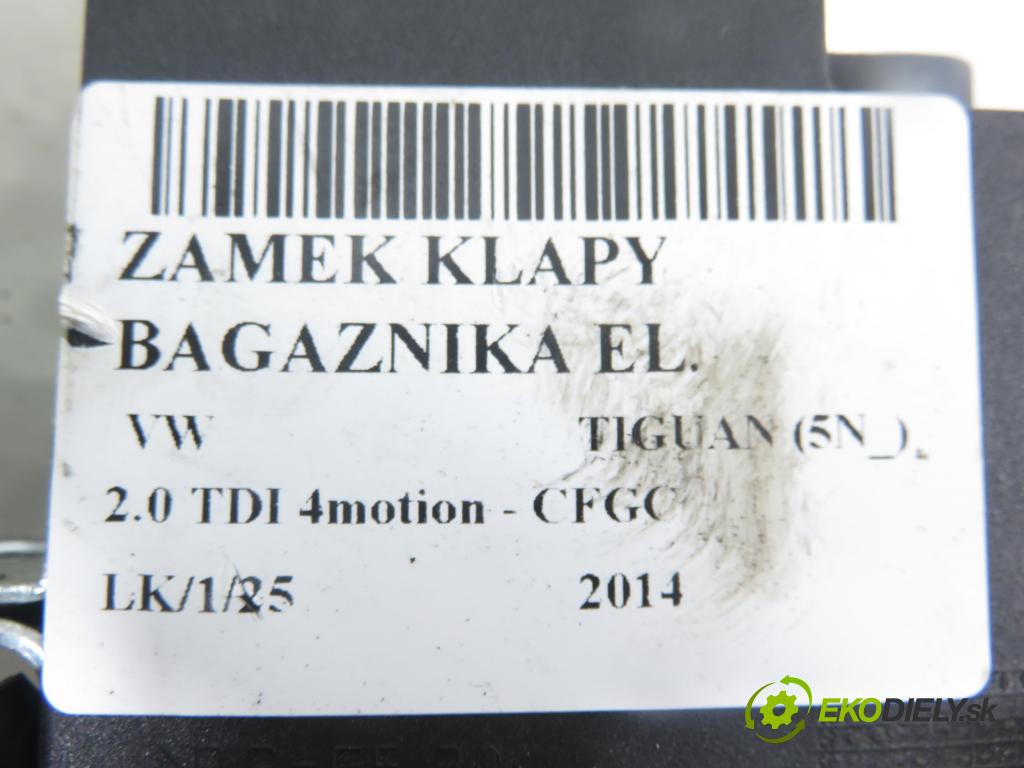 ZAMEK KLAPY
BAGAZNIKA EL.
VW TIGUAN (5N_),
2.0 TDI 4motion - CFGC
LK/1/25 2014
EKODIELY.sk